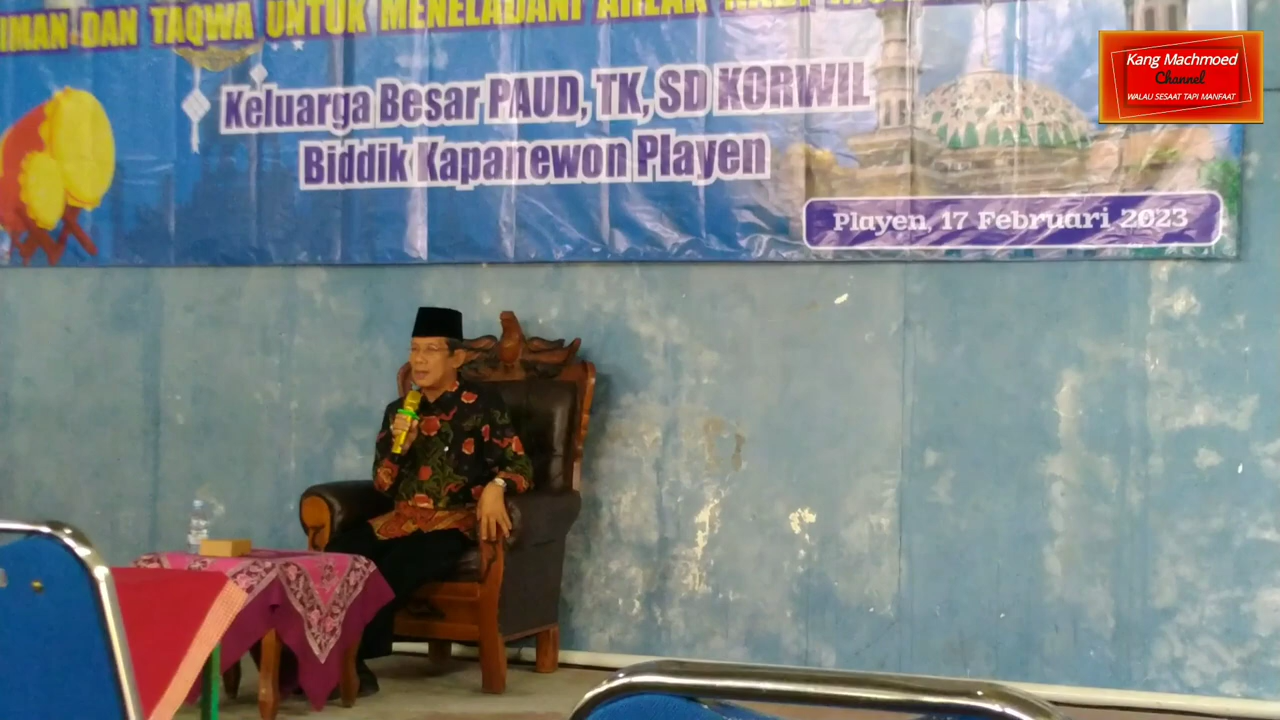 IMAN DAN TAQWA UNTUK MENELADANI AHLAK NABI
Keluarga Besar PAUD, TK, SD KORWIL
Biddik Kapanewon Playen
Playen, 17 Februari 2023
Kang Machmoed
Channel
WALAU SESAAT TAPI MANFAAT